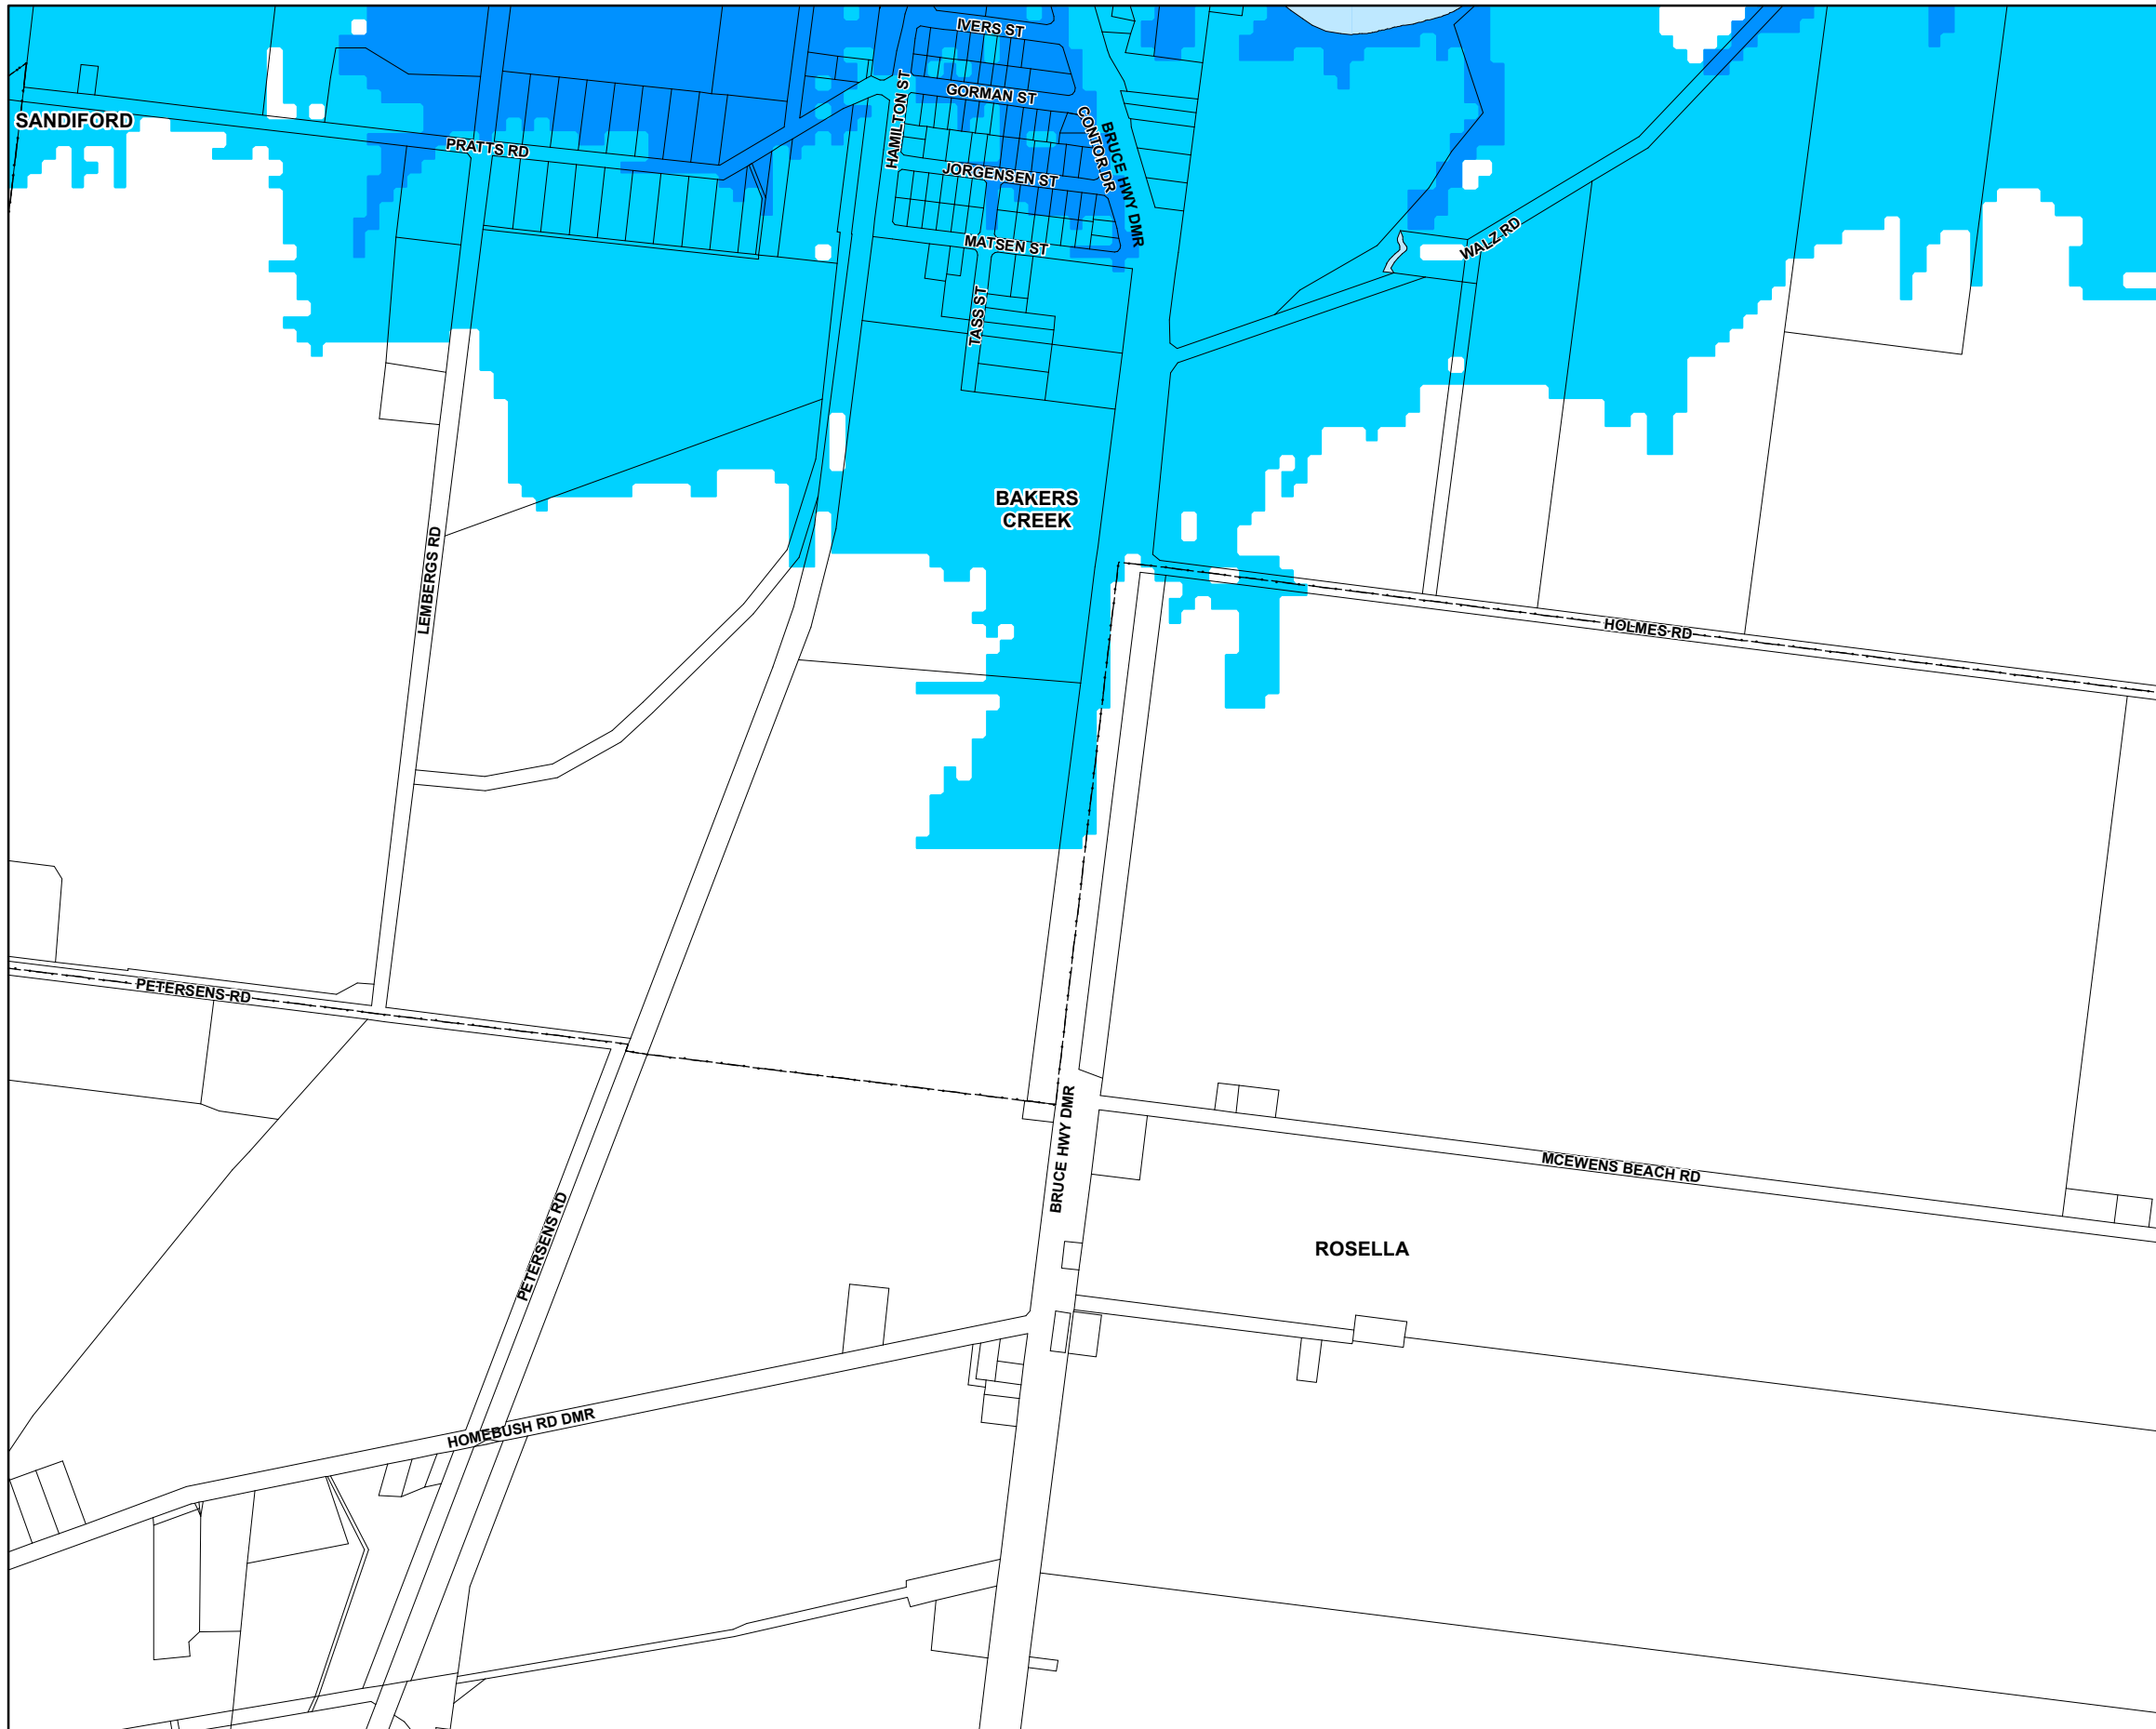 IVERS ST
GORMAN ST
HAMILTON ST
CONTOR DR
BRUCE HWY DMR
SANDIFORD
PRATTS RD
JORGENSEN ST
MATSEN ST
WALZ RD
TASS ST
BAKERS
CREEK
LEMBERGS RD
HOLMES RD
PETERSENS RD
BRUCE HWY DMR
MCEWENS BEACH RD
PETERSENS RD
ROSELLA
HOMEBUSH RD DMR